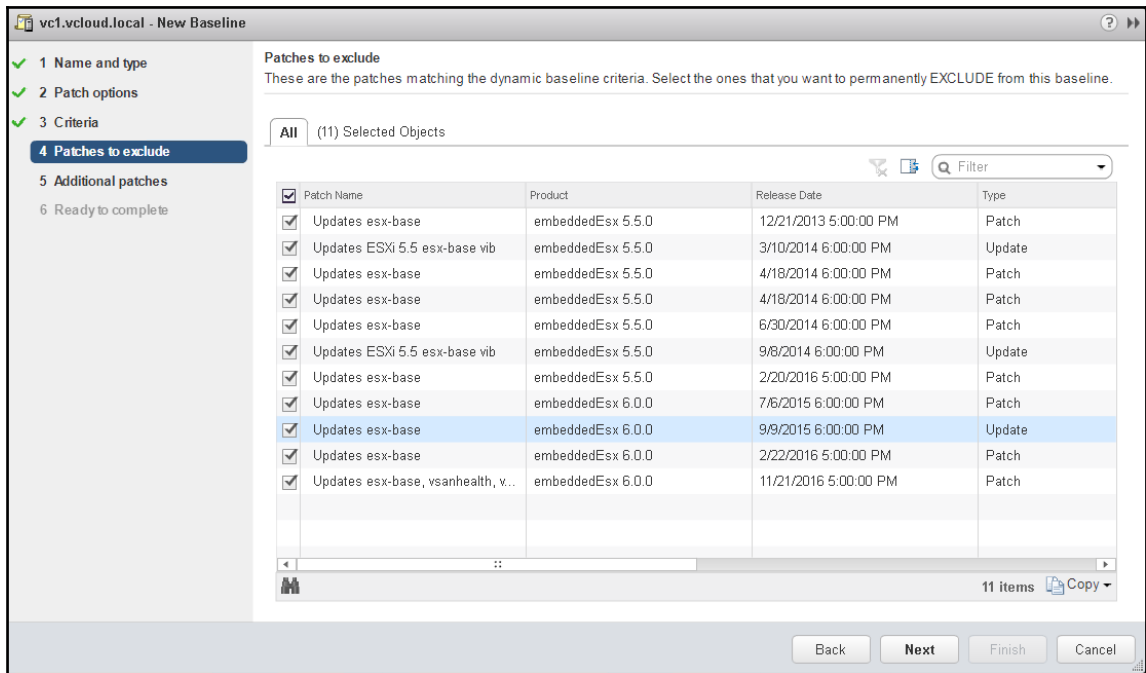 vc1.vcloud.local - New Baseline
1 Name and type
2 Patch options
3 Criteria
4 Patches to exclude
5 Additional patches
6 Ready to complete
Patches to exclude
These are the patches matching the dynamic baseline criteria. Select the ones that you want to permanently EXCLUDE from this baseline.
All (11) Selected Objects
Filter
Patch Name Product Release Date Type
Updates esx-base embeddedEsx 5.5.0 12/21/2013 5:00:00 PM Patch
Updates ESXi 5.5 esx-base vib embeddedEsx 5.5.0 3/10/2014 6:00:00 PM Update
Updates esx-base embeddedEsx 5.5.0 4/18/2014 6:00:00 PM Patch
Updates esx-base embeddedEsx 5.5.0 4/18/2014 6:00:00 PM Patch
Updates esx-base embeddedEsx 5.5.0 6/30/2014 6:00:00 PM Patch
Updates ESXi 5.5 esx-base vib embeddedEsx 5.5.0 9/8/2014 6:00:00 PM Update
Updates esx-base embeddedEsx 5.5.0 2/20/2016 5:00:00 PM Patch
Updates esx-base embeddedEsx 6.0.0 7/6/2015 6:00:00 PM Patch
Updates esx-base embeddedEsx 6.0.0 9/9/2015 6:00:00 PM Update
Updates esx-base embeddedEsx 6.0.0 2/22/2016 5:00:00 PM Patch
Updates esx-base, vsanhealth, v... embeddedEsx 6.0.0 11/21/2016 5:00:00 PM Patch
11 items Copy
Back Next Finish Cancel